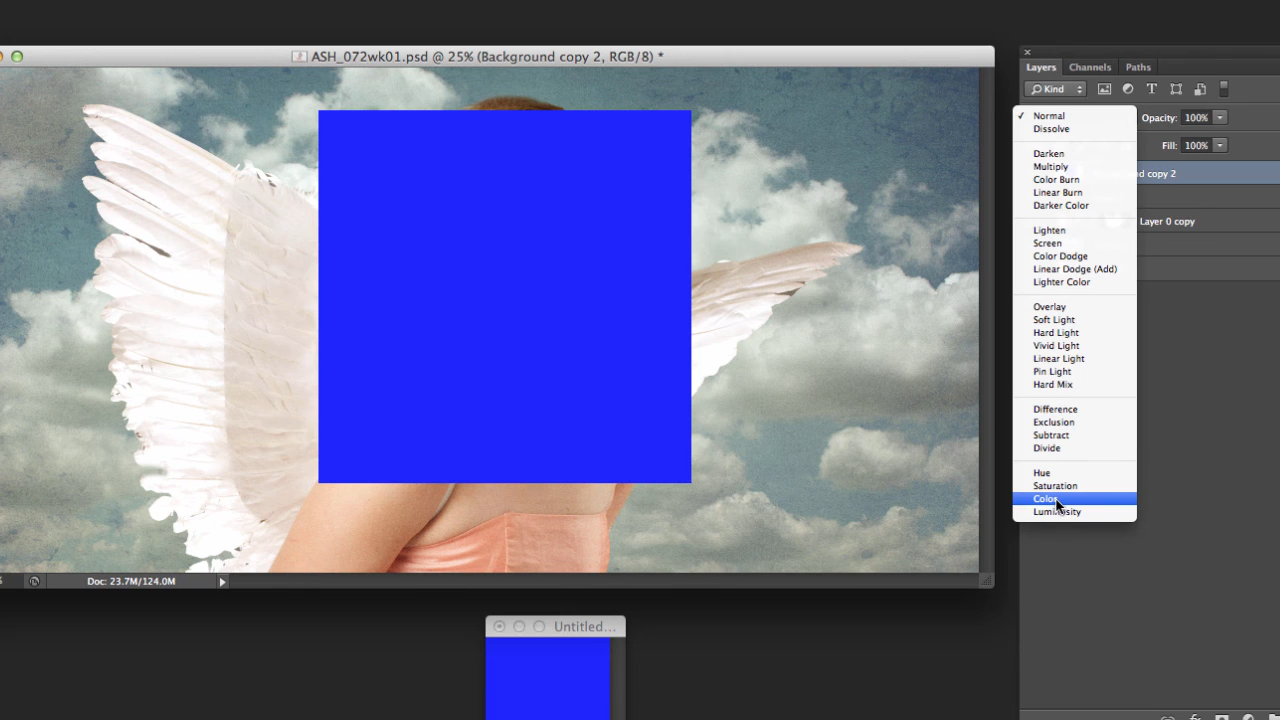 ASH_072wk01.psd @ 25% (Background copy 2, RGB/8) *
Layers Channels Paths
Kind
Normal
Opacity: 100%
Dissolve
Fill: 100%
Darken
Multiply
Color Burn
copy 2
Linear Burn
Darker Color
Layer 0 copy
Lighten
Screen
Color Dodge
Linear Dodge (Add)
Lighter Color
Overlay
Soft Light
Hard Light
Vivid Light
Linear Light
Pin Light
Hard Mix
Difference
Exclusion
Subtract
Divide
Hue
Saturation
Color
Luminosity
Doc: 23.7M/124.0M
Untitled...